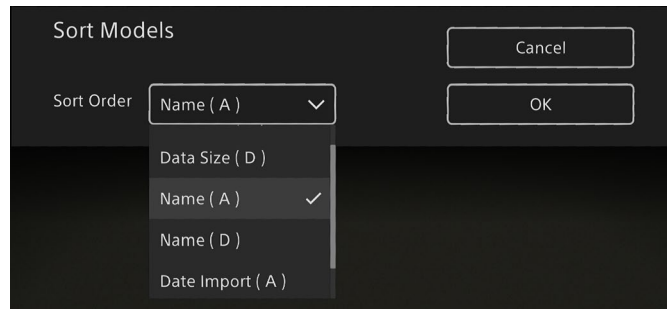 Sort Models
Cancel
Sort Order
Name ( A )
OK
Data Size ( D )
Name ( A )
Name ( D )
Date Import ( A )